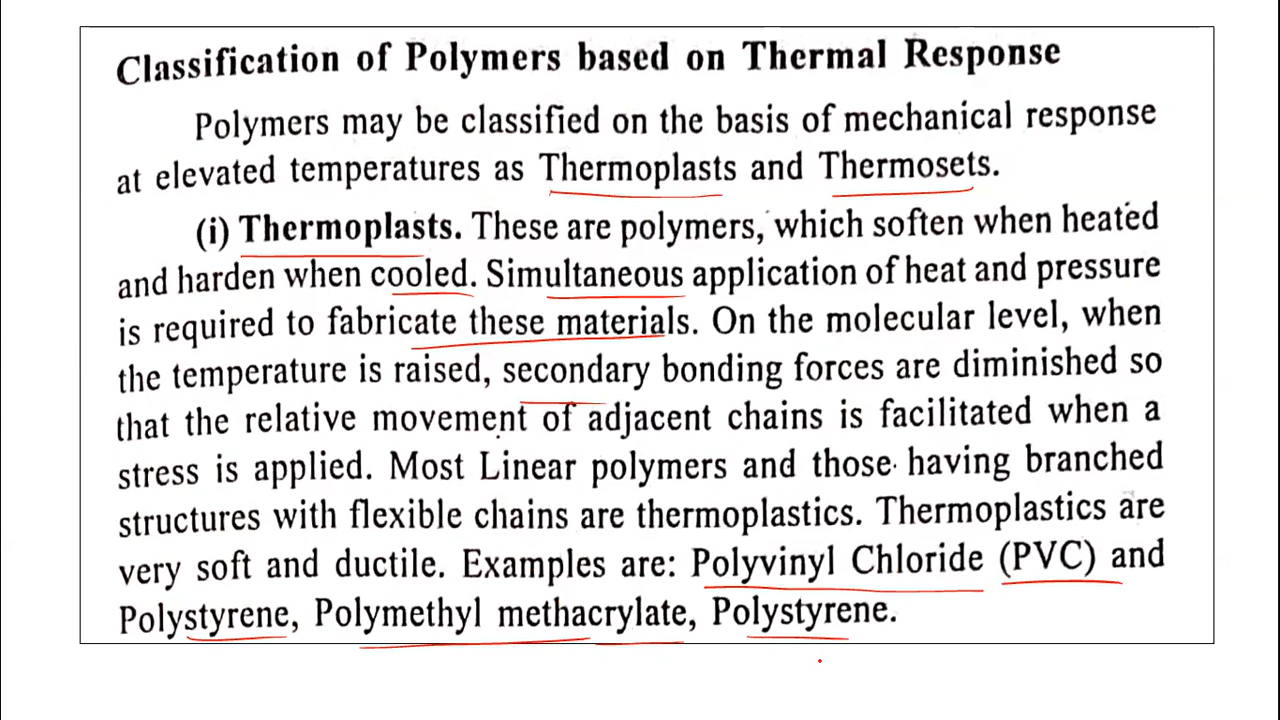 Classification of Polymers based on Thermal Response
Polymers may be classified on the basis of mechanical response
at elevated temperatures as Thermoplasts and Thermosets.
(i) Thermoplasts. These are polymers, which soften when heated
and harden when cooled. Simultaneous application of heat and pressure
is required to fabricate these materials. On the molecular level, when
the temperature is raised, secondary bonding forces are diminished so
that the relative movement of adjacent chains is facilitated when a
stress is applied. Most Linear polymers and those having branched
structures with flexible chains are thermoplastics. Thermoplastics are
very soft and ductile. Examples are: Polyvinyl Chloride (PVC) and
Polystyrene, Polymethyl methacrylate, Polystyrene.